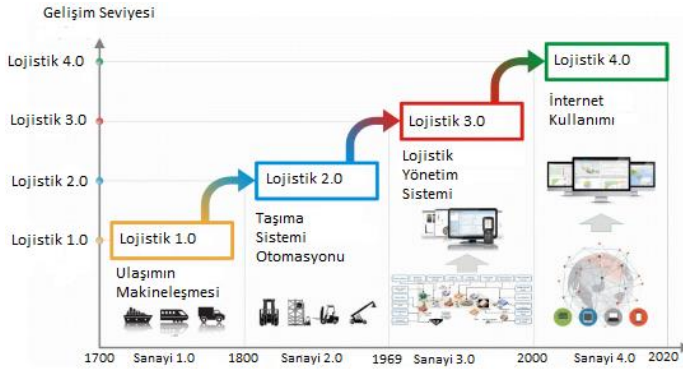 Gelişim Seviyesi
Lojistik 4.0
Lojistik 4.0
İnternet
Kullanımı
Lojistik 3.0
Lojistik 3.0
Lojistik
Yönetim
Sistemi
Lojistik 2.0
Lojistik 2.0
Taşıma
Sistemi
Otomasyonu
Lojistik 1.0
Lojistik 1.0
Ulaşımın
Makineleşmesi
1700 Sanayi 1.0 1800 Sanayi 2.0 1969 Sanayi 3.0 2000 Sanayi 4.0 2020